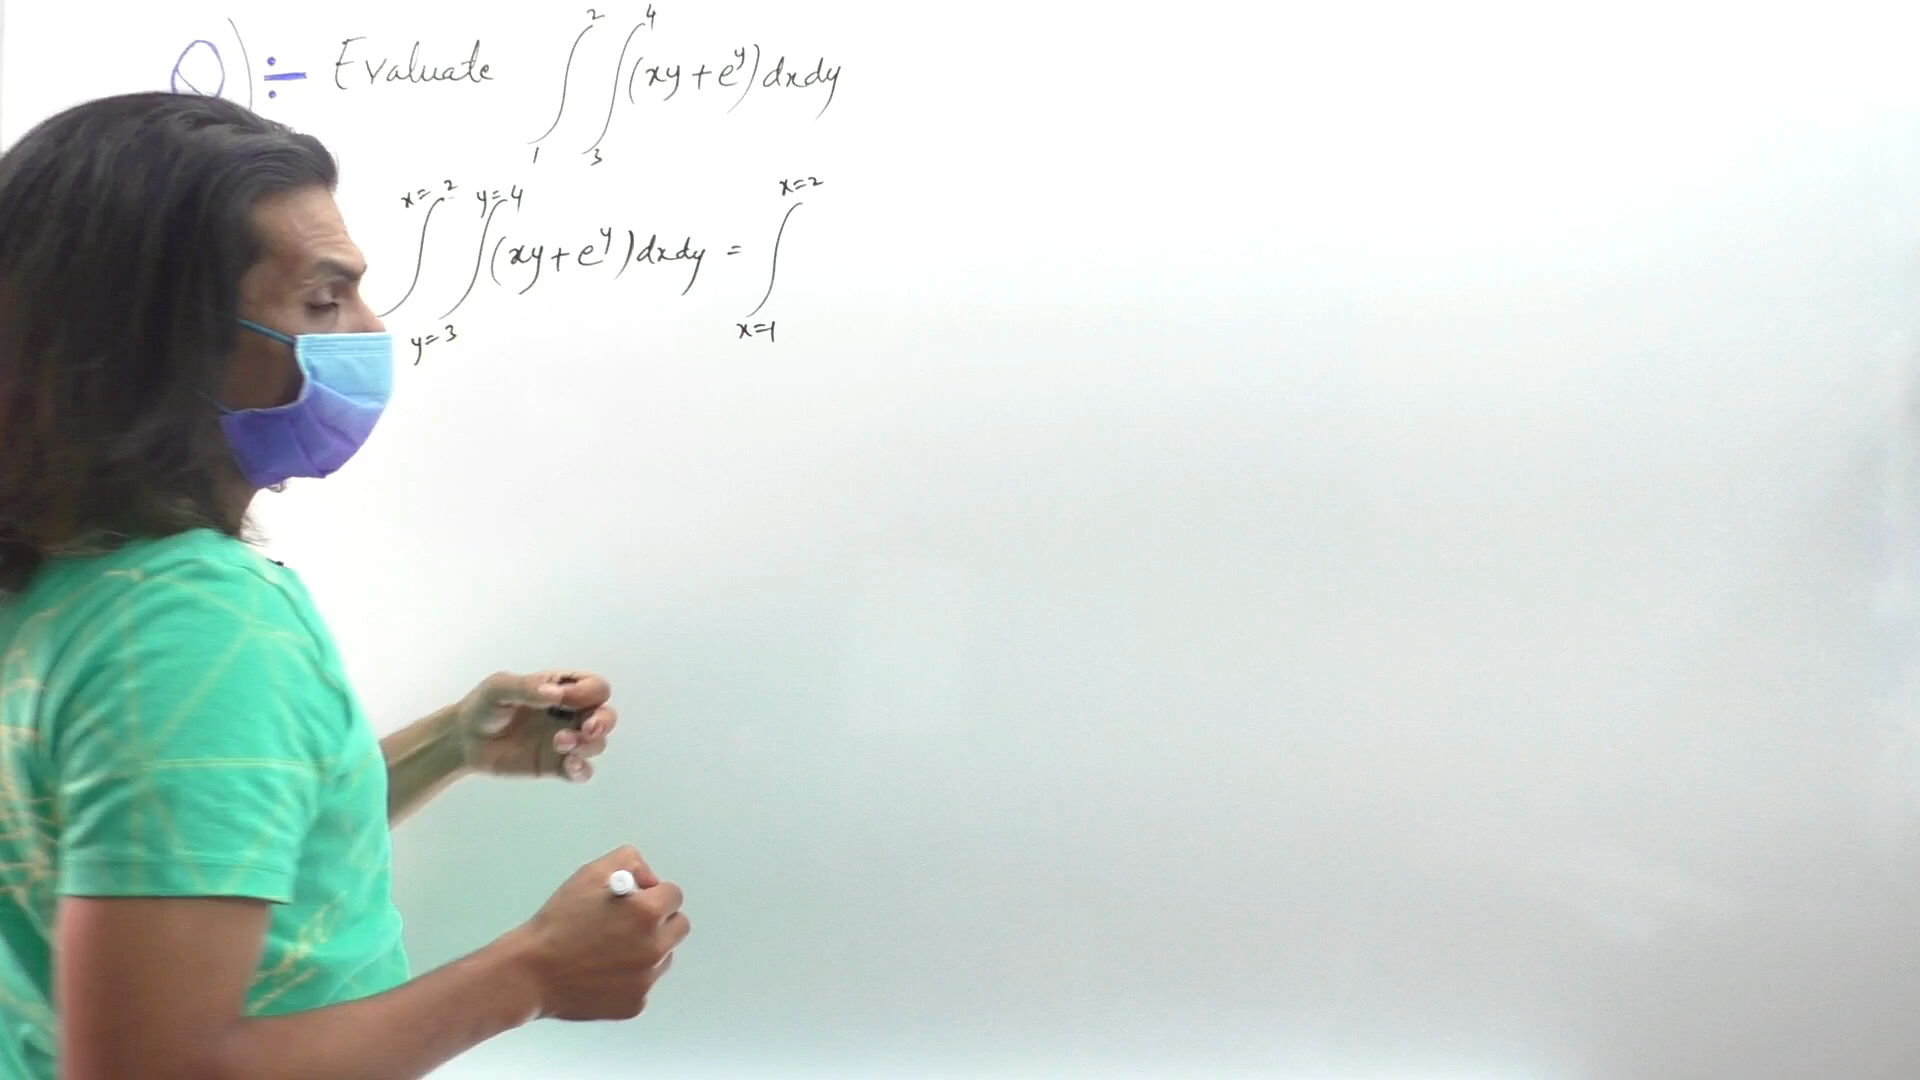 Q) ÷ Evaluate ∫₁² ∫₃⁴ (xy + e^y) dx dy
∫^{x=2} ∫_{y=3}^{y=4} (xy + e^y) dx dy = ∫_{x=1}^{x=2}